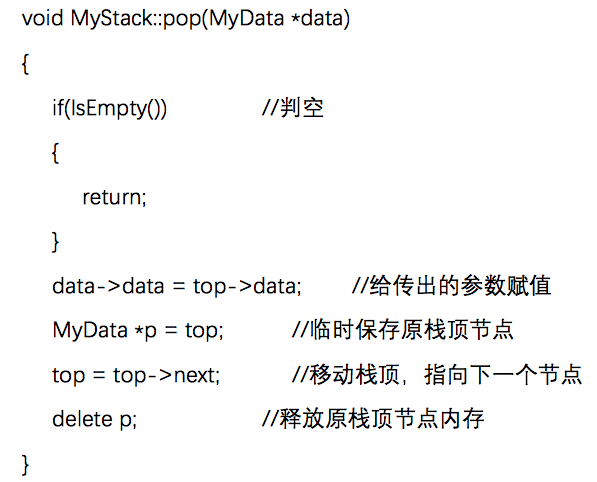 void MyStack::pop(MyData *data)
{
if(IsEmpty()) //判空
{
return;
}
data->data = top->data; //给传出的参数赋值
MyData *p = top; //临时保存原栈顶节点
top = top->next; //移动栈顶，指向下一个节点
delete p; //释放原栈顶节点内存
}